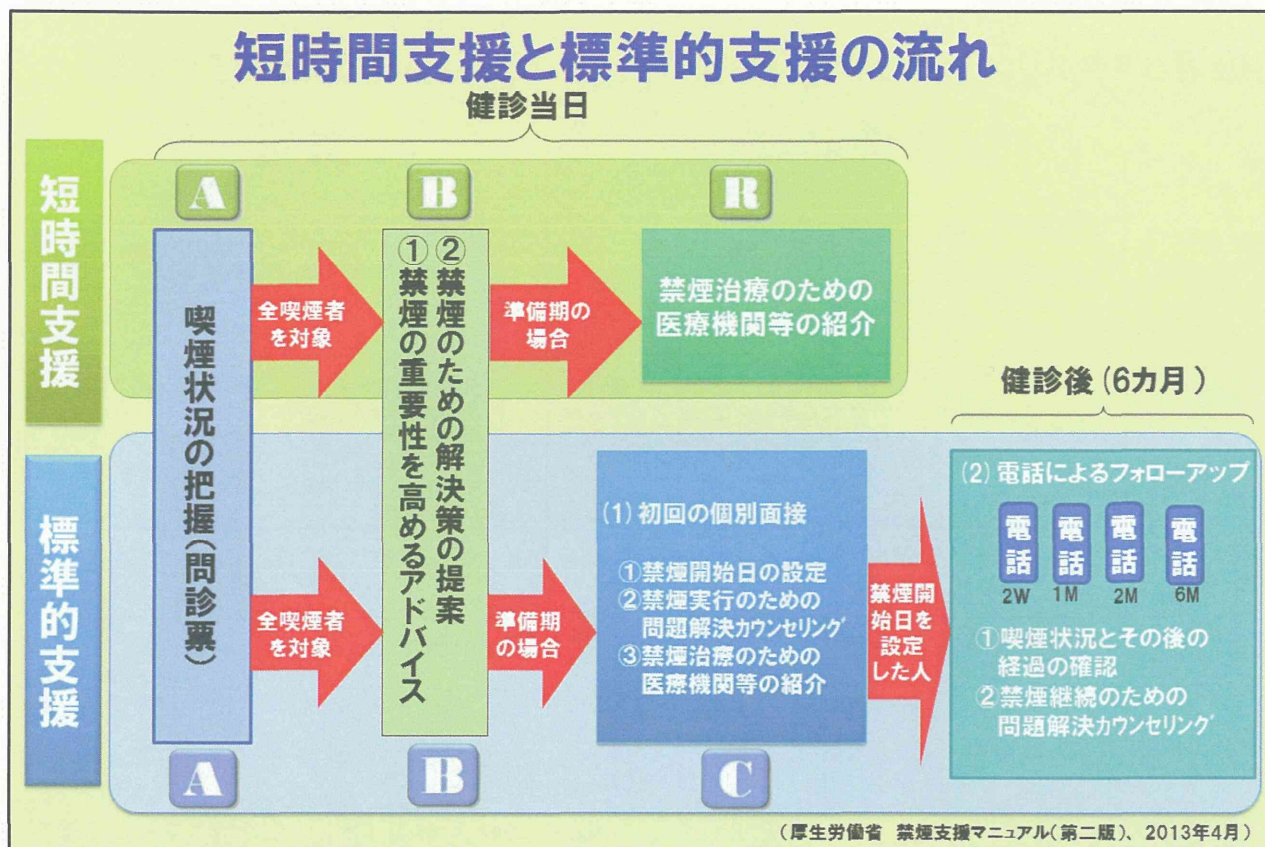 短時間支援と標準的支援の流れ
健診当日
短時間支援
A
B
R
喫煙状況の把握(問診票)
全喫煙者
を対象
②禁煙のための解決策の提案
①禁煙の重要性を高めるアドバイス
準備期の
場合
禁煙治療のための
医療機関等の紹介
健診後(6カ月)
標準的支援
全喫煙者
を対象
準備期
の場合
(1)初回の個別面接
①禁煙開始日の設定
②禁煙実行のための
問題解決カウンセリング
③禁煙治療のための
医療機関等の紹介
禁煙開
始日を
設定
した人
(2)電話によるフォローアップ
電話
電話
電話
電話
2W
1M
2M
6M
①喫煙状況とその後の
経過の確認
②禁煙継続のための
問題解決カウンセリング
A
B
C
(厚生労働省 禁煙支援マニュアル(第二版)、2013年4月)